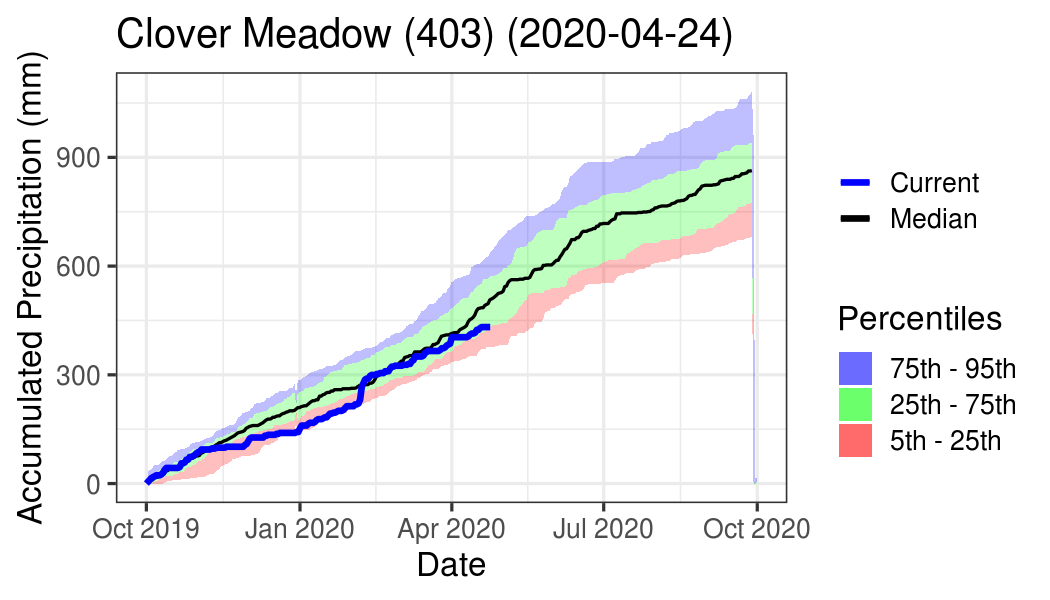 Clover Meadow (403) (2020-04-24)
Accumulated Precipitation (mm)
900
600
300
0
Oct 2019
Jan 2020
Apr 2020
Jul 2020
Oct 2020
Date
Current
Median
Percentiles
75th - 95th
25th - 75th
5th - 25th